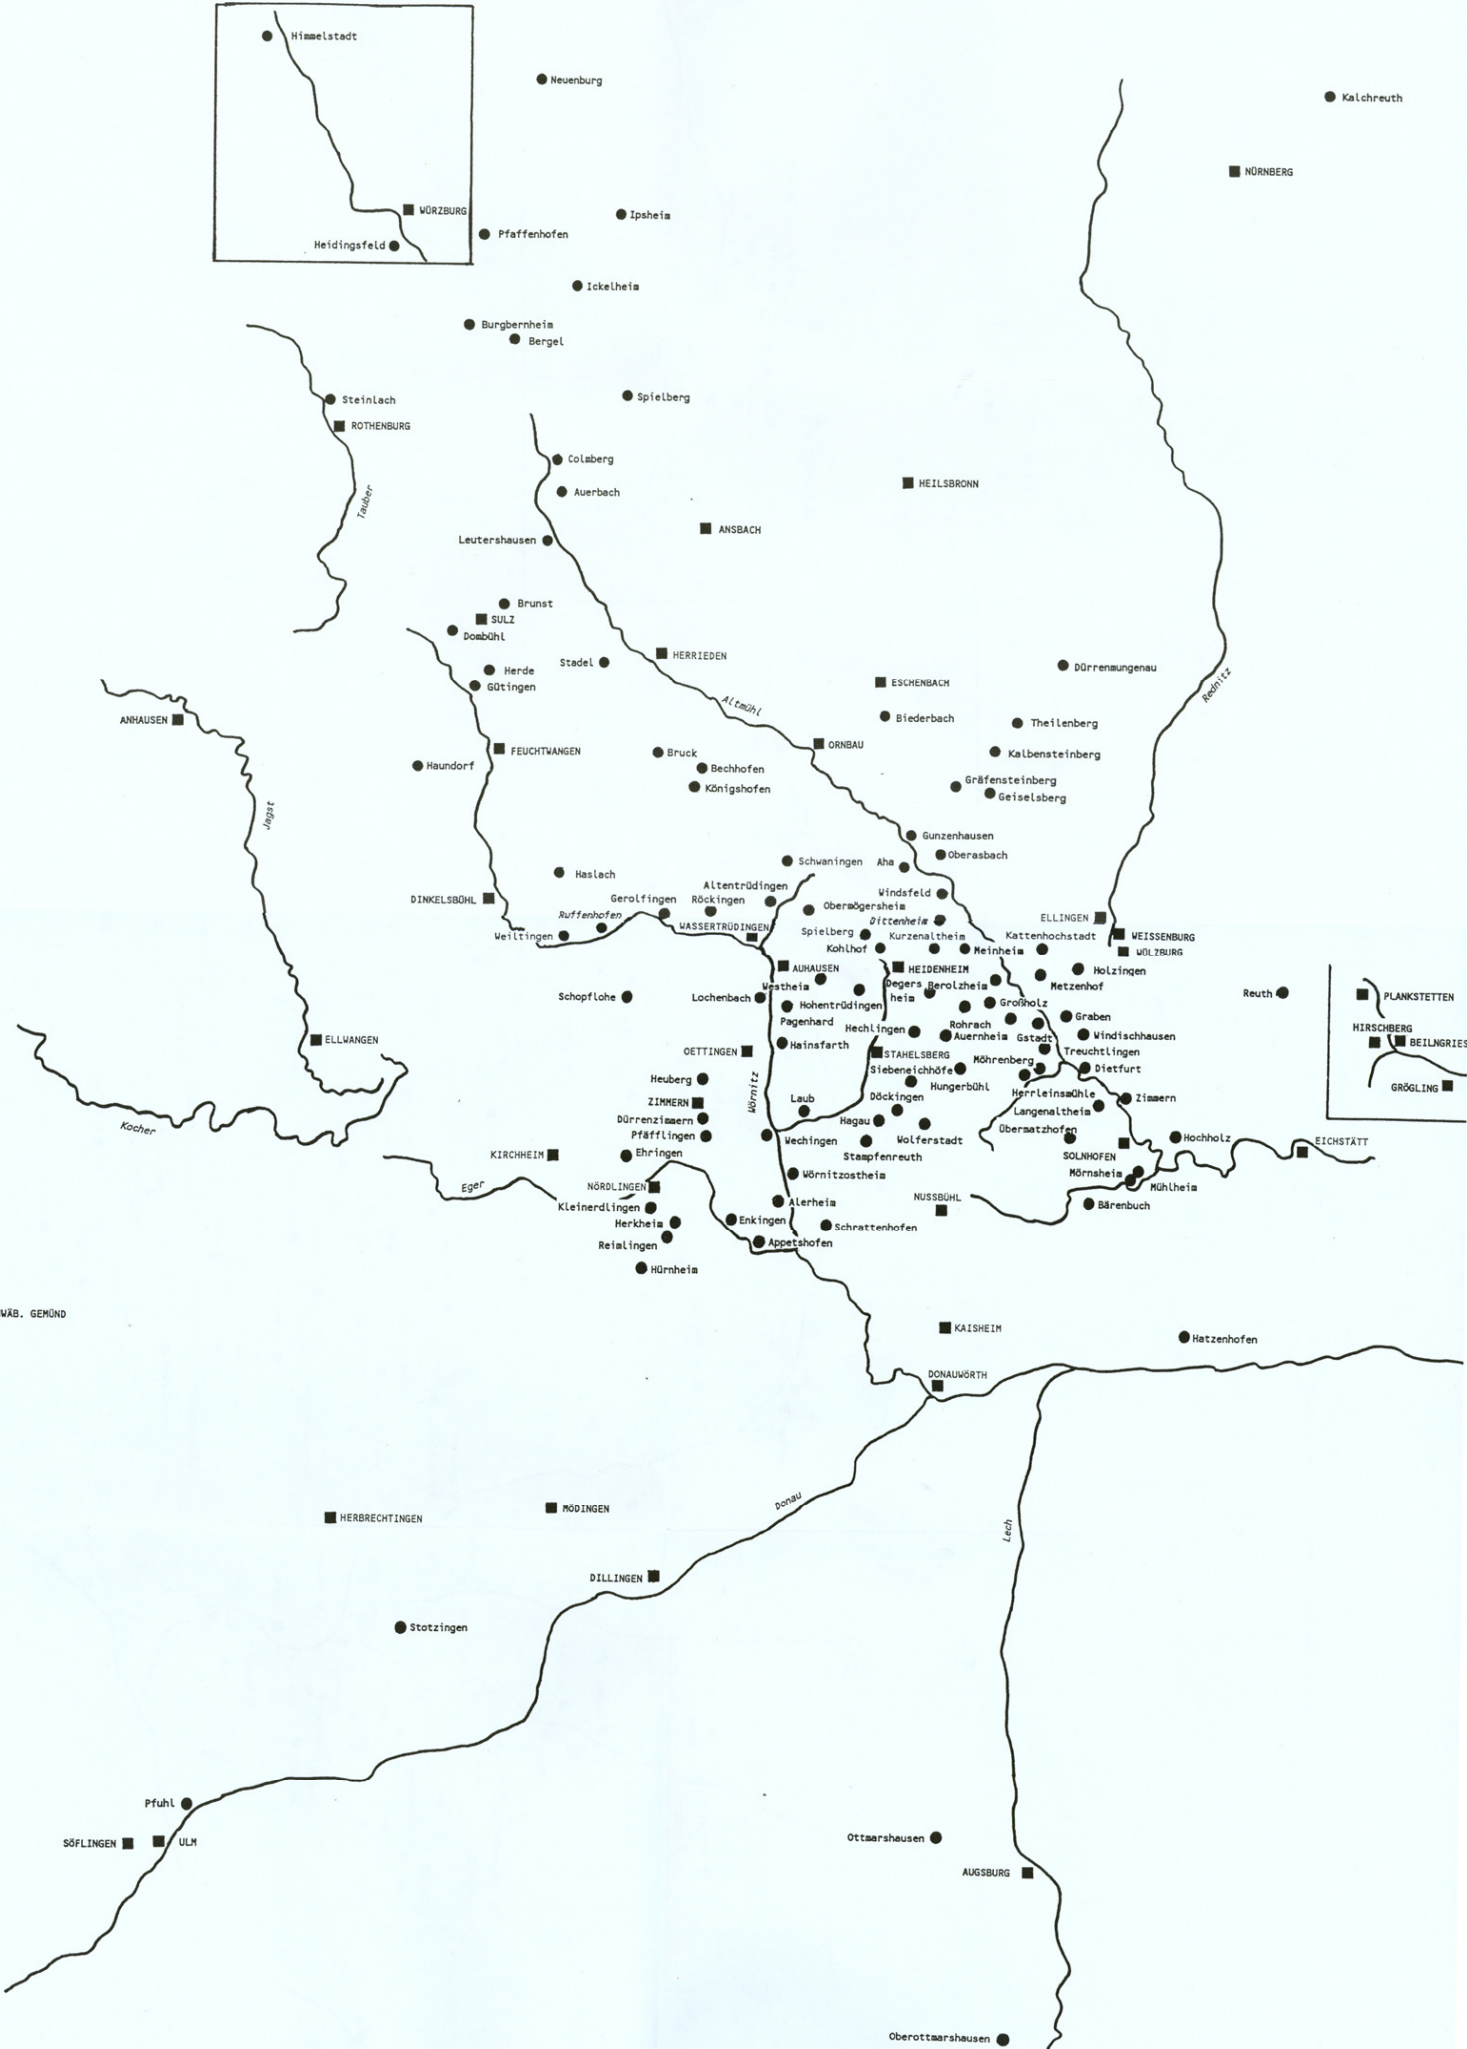 Himmelstadt
Neuenburg
Kalchreuth
NÜRNBERG
WÜRZBURG
Ipsheim
Pfaffenhofen
Heidingsfeld
Ickelheim
Burgbernheim
Bergel
Steinlach
Spielberg
ROTHENBURG
Colmberg
HEILSBRONN
Auerbach
Tauber
ANSBACH
Leutershausen
Brunst
SULZ
Dombühl
HERRIEDEN
Stadel
Herde
Dürrenmungenau
ESCHENBACH
Gütingen
Rednitz
Altmühl
ANHAUSEN
Biederbach
Theilenberg
ORNBAU
FEUCHTWANGEN
Bruck
Kalbensteinberg
Haundorf
Bechhofen
Königshofen
Gräfensteinberg
Geiselsberg
Jagst
Gunzenhausen
Oberasbach
Schwaningen
Aha
Haslach
Altentrüdingen
Windsfeld
DINKELSBÜHL
Gerolfingen
Röckingen
Obermögersheim
Ruffenhofen
Dittenheim
ELLINGEN
WASSERTRÜDINGEN
Weiltingen
Spielberg
Kurzenaltheim
Kattenhochstadt
WEISSENBURG
Kohlhof
Meinheim
WÜLZBURG
AUHAUSEN
HEIDENHEIM
Holzingen
Westheim
Degers
heim
Berolzheim
Metzenhof
Reuth
PLANKSTETTEN
Schopflohe
Lochenbach
Hohentrüdingen
Großholz
Pagenhard
Rohrach
Graben
HIRSCHBERG
BEILNGRIES
Hechlingen
Auernheim
Gstadt
Windischhausen
ELLWANGEN
Hainsfarth
OETTINGEN
STAHELSBERG
Treuchtlingen
Siebeneichhöfe
Möhrenberg
Dietfurt
Heuberg
Hungerbühl
GRÖGLING
Wörnitz
ZIMMERN
Laub
Döckingen
Herrleinsmühle
Zimmern
Langenaltheim
Dürrenzimmern
Hagau
Kocher
Pfäfflingen
Wechingen
Wolferstadt
Übermatzhofen
Hochholz
EICHSTÄTT
KIRCHHEIM
Ehringen
Stampfenreuth
SOLNHOFEN
Eger
NÖRDLINGEN
Wörnitzostheim
Mörnsheim
Mühlheim
NUSSBÜHL
Kleinerdlingen
Alerheim
Bärenbuch
Herkheim
Enkingen
Schrattenhofen
Reimlingen
Appetshofen
Hürnheim
WÄB. GEMÜND
KAISHEIM
Hatzenhofen
DONAUWÖRTH
Donau
MÖDINGEN
HERBRECHTINGEN
Lech
DILLINGEN
Stotzingen
Pfuhl
SÖFLINGEN
ULM
Ottmarshausen
AUGSBURG
Oberottmarshausen